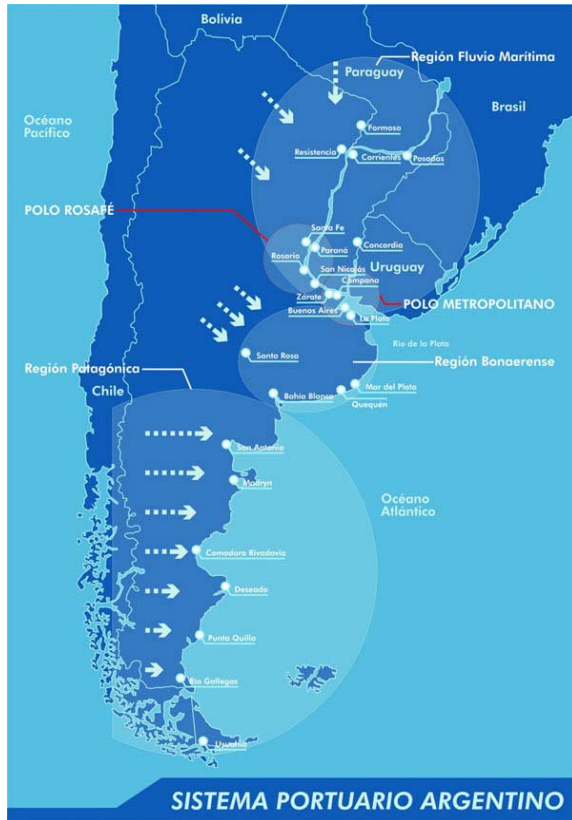 Bolivia
Región Fluvio Marítima
Paraguay
Brasil
Océano
Pacífico
Formosa
Resistencia
Corrientes
Posadas
POLO ROSAFÉ
Santa Fe
Paraná
Concordia
Rosario
Uruguay
San Nicolás
Campana
Zárate
POLO METROPOLITANO
Buenos Aires
La Plata
Río de la Plata
Santa Rosa
Región Bonaerense
Región Patagónica
Chile
Mar del Plata
Bahía Blanca
Quequén
San Antonio
Madryn
Océano
Atlántico
Comodoro Rivadavia
Deseado
Punta Quilla
Río Gallegos
Ushuaia
SISTEMA PORTUARIO ARGENTINO